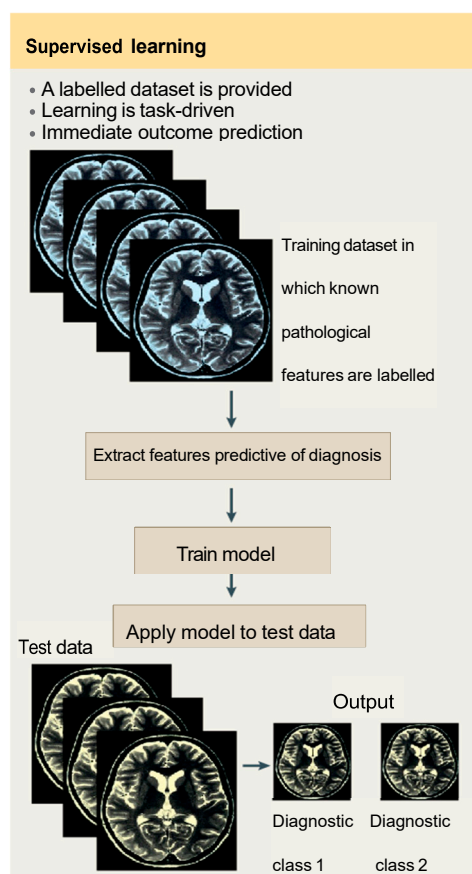 Supervised learning
• A labelled dataset is provided
• Learning is task-driven
• Immediate outcome prediction
Training dataset in
which known
pathological
features are labelled
Extract features predictive of diagnosis
Train model
Apply model to test data
Test data
Output
Diagnostic
class 1
Diagnostic
class 2